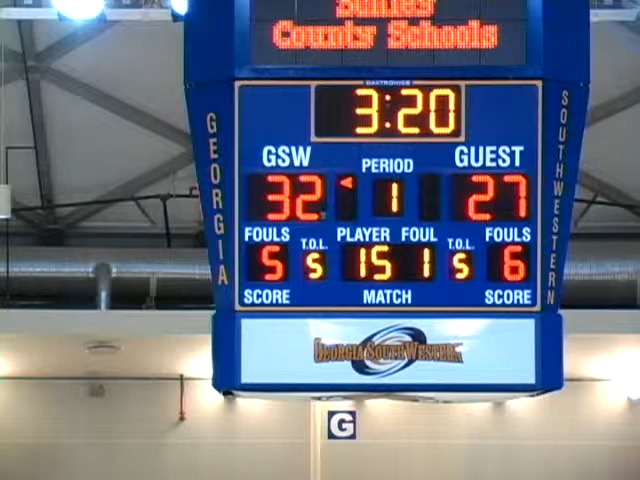 Schley
County Schools
DAKTRONICS
3:20
GSW PERIOD GUEST
32 1 27
FOULS T.O.L. PLAYER FOUL T.O.L. FOULS
5 5 15 1 5 6
SCORE MATCH SCORE
GEORGIA
SOUTHWESTERN
GEORGIA SOUTHWESTERN
G